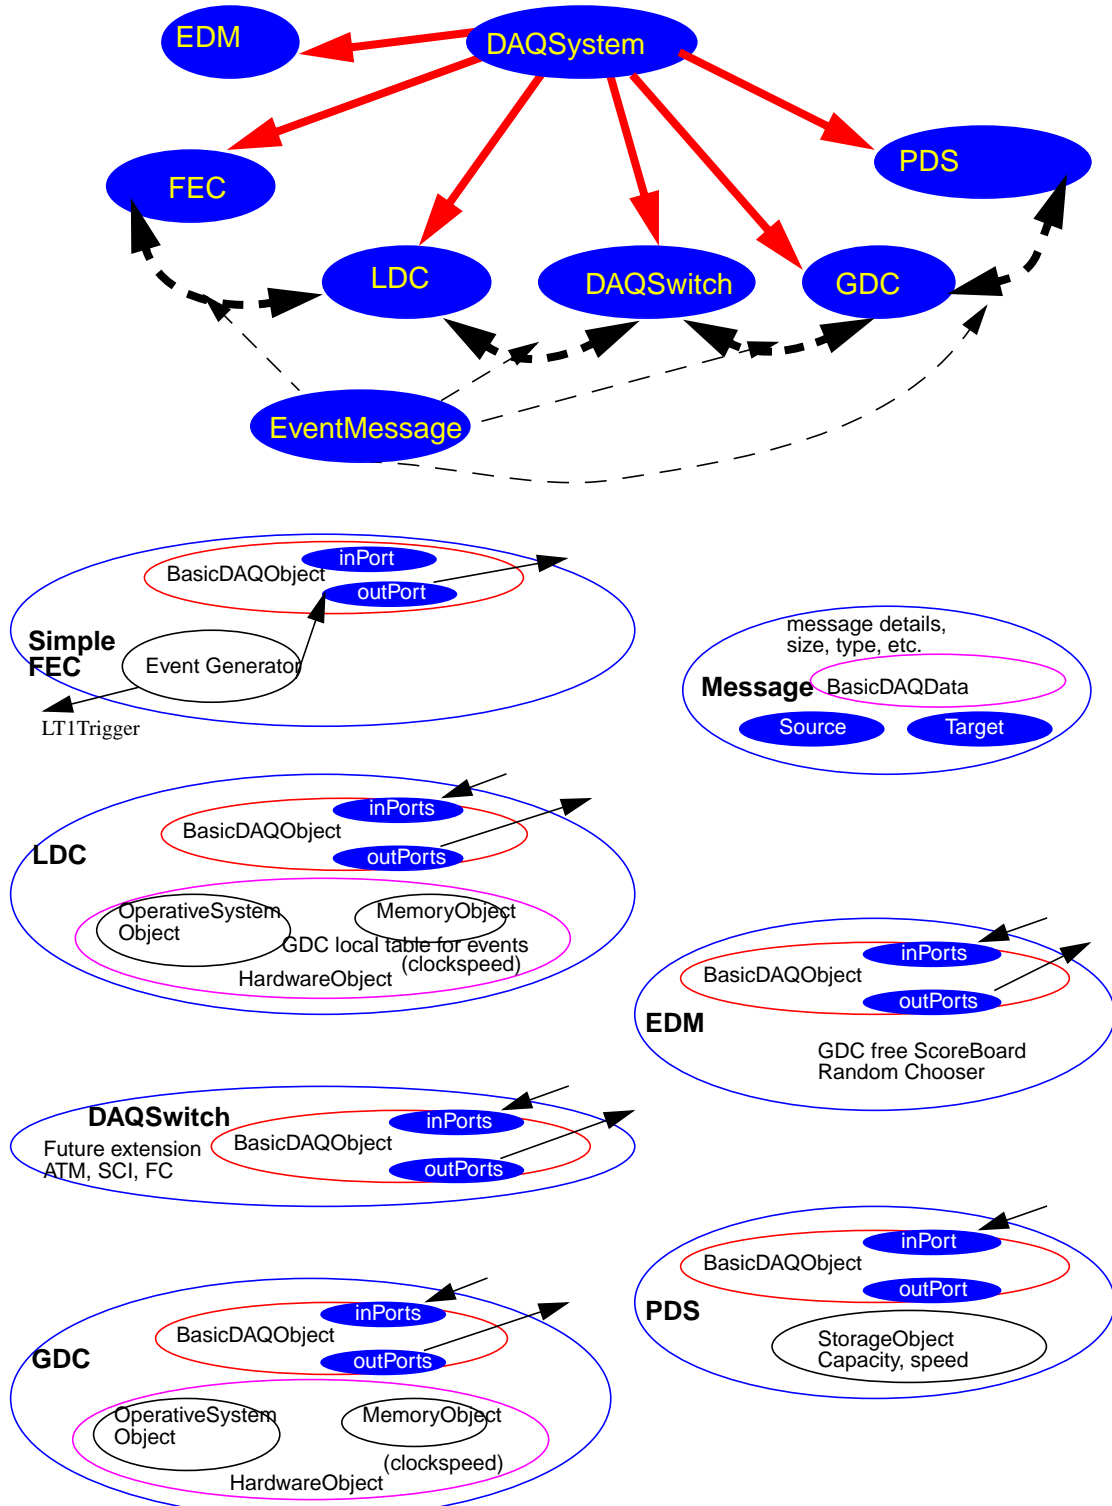 EDM
DAQSystem
FEC
PDS
LDC
DAQSwitch
GDC
EventMessage
inPort
BasicDAQObject
outPort
Simple
FEC
Event Generator
LT1Trigger
message details,
size, type, etc.
Message
BasicDAQData
Source
Target
inPorts
BasicDAQObject
outPorts
LDC
OperativeSystem
Object
MemoryObject
GDC local table for events
(clockspeed)
HardwareObject
inPorts
BasicDAQObject
outPorts
EDM
GDC free ScoreBoard
Random Chooser
DAQSwitch
Future extension
ATM, SCI, FC
inPorts
BasicDAQObject
outPorts
inPort
BasicDAQObject
outPort
PDS
StorageObject
Capacity, speed
inPorts
BasicDAQObject
outPorts
GDC
OperativeSystem
Object
MemoryObject
(clockspeed)
HardwareObject